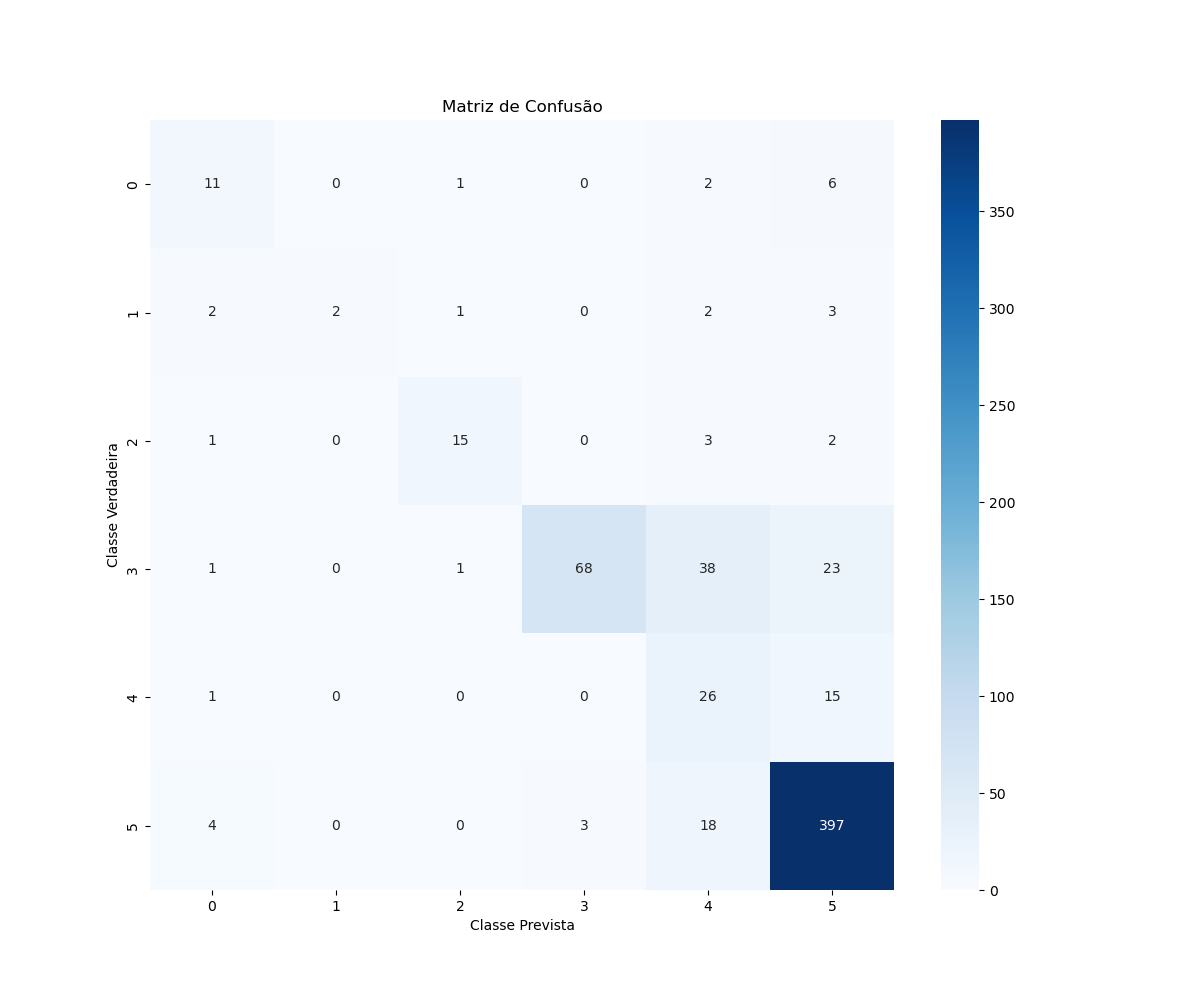 Matriz de Confusão
0 11 0 1 0 2 6
1 2 2 1 0 2 3
2 1 0 15 0 3 2
3 1 0 1 68 38 23
4 1 0 0 0 26 15
5 4 0 0 3 18 397
0 1 2 3 4 5
Classe Prevista
Classe Verdadeira
350
300
250
200
150
100
50
0